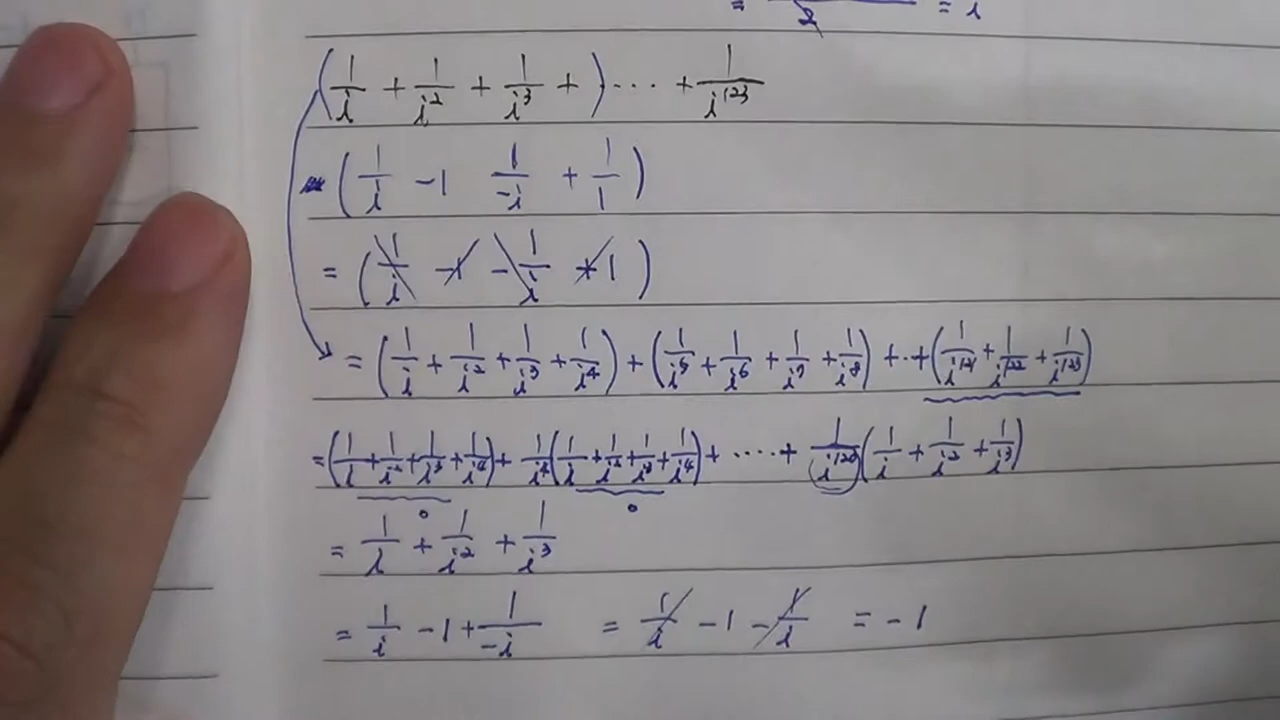 2 = i
(1/i + 1/i² + 1/i³ + ) ··· + 1/i¹²³
(1/i - 1 1/-i + 1/1)
= (1/i - 1 - 1/i + 1)
= (1/i + 1/i² + 1/i³ + 1/i⁴) + (1/i⁵ + 1/i⁶ + 1/i⁷ + 1/i⁸) + ·· + (1/i¹²¹ + 1/i¹²² + 1/i¹²³)
= (1/i + 1/i² + 1/i³ + 1/i⁴) + 1/i⁴ (1/i + 1/i² + 1/i³ + 1/i⁴) + ···· + 1/i¹²⁰ (1/i + 1/i² + 1/i³)
0 0
= 1/i + 1/i² + 1/i³
= 1/i - 1 + 1/-i = 1/i - 1 - 1/i = -1